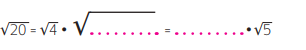 √20 = √4 • √.......... = ..........•√5